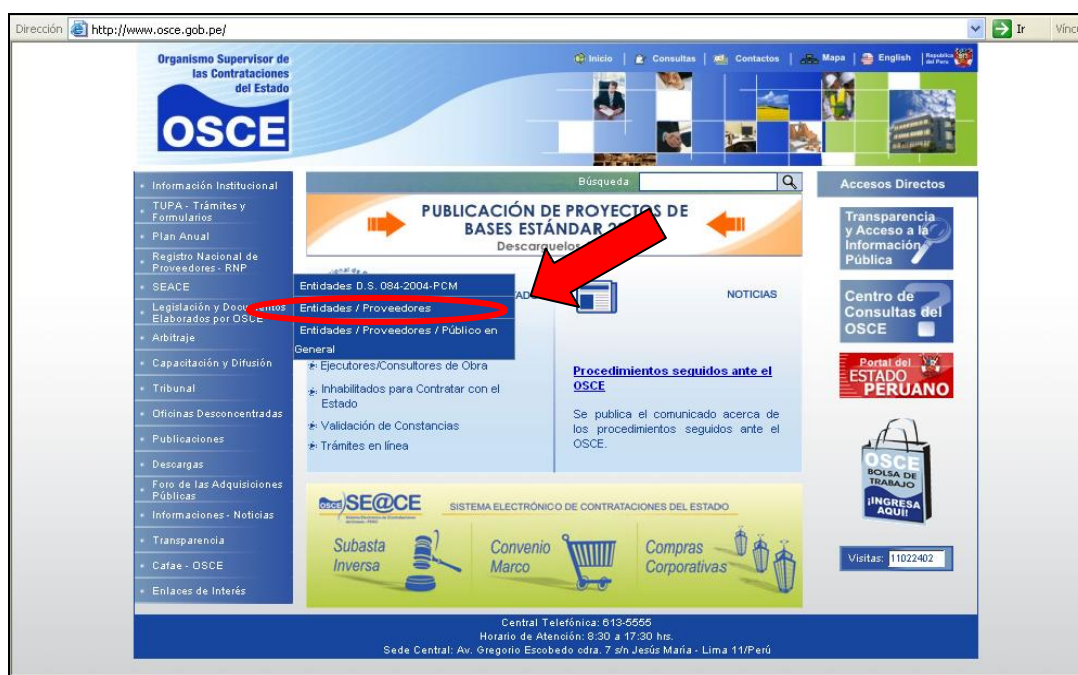 Dirección http://www.osce.gob.pe/ Ir
Organismo Supervisor de
las Contrataciones
del Estado
OSCE
Inicio | Consultas | Contactos | Mapa | English
Republica
del Peru
Búsqueda
Información Institucional
TUPA - Trámites y
Formularios
Plan Anual
Registro Nacional de
Proveedores - RNP
SEACE
Legislación y
Elaborados por OSCE
Arbitraje
Capacitación y Difusión
Tribunal
Oficinas Desconcentradas
Publicaciones
Descargas
Foro de las Adquisiciones
Públicas
Informaciones - Noticias
Transparencia
Cafae - OSCE
Enlaces de Interés
PUBLICACIÓN DE PROYECTOS DE
BASES ESTÁNDAR
Entidades D.S. 084-2004-PCM
Entidades / Proveedores
Entidades / Proveedores / Público en
General
Ejecutores/Consultores de Obra
Inhabilitados para Contratar con el
Estado
Validación de Constancias
Trámites en línea
NOTICIAS
Procedimientos seguidos ante el
OSCE
Se publica el comunicado acerca de
los procedimientos seguidos ante el
OSCE.
osce SE@CE
SISTEMA ELECTRÓNICO DE CONTRATACIONES DEL ESTADO
Subasta
Inversa
Convenio
Marco
Compras
Corporativas
Accesos Directos
Transparencia
y Acceso a la
Información
Pública
Centro de
Consultas del
OSCE
Portal del
ESTADO
PERUANO
OSCE
BOLSA DE
TRABAJO
¡INGRESA
AQUI!
Visitas: 11022402
Central Telefónica: 613-5555
Horario de Atención: 8:30 a 17:30 hrs.
Sede Central: Av. Gregorio Escobedo cdra. 7 s/n Jesús María - Lima 11/Perú